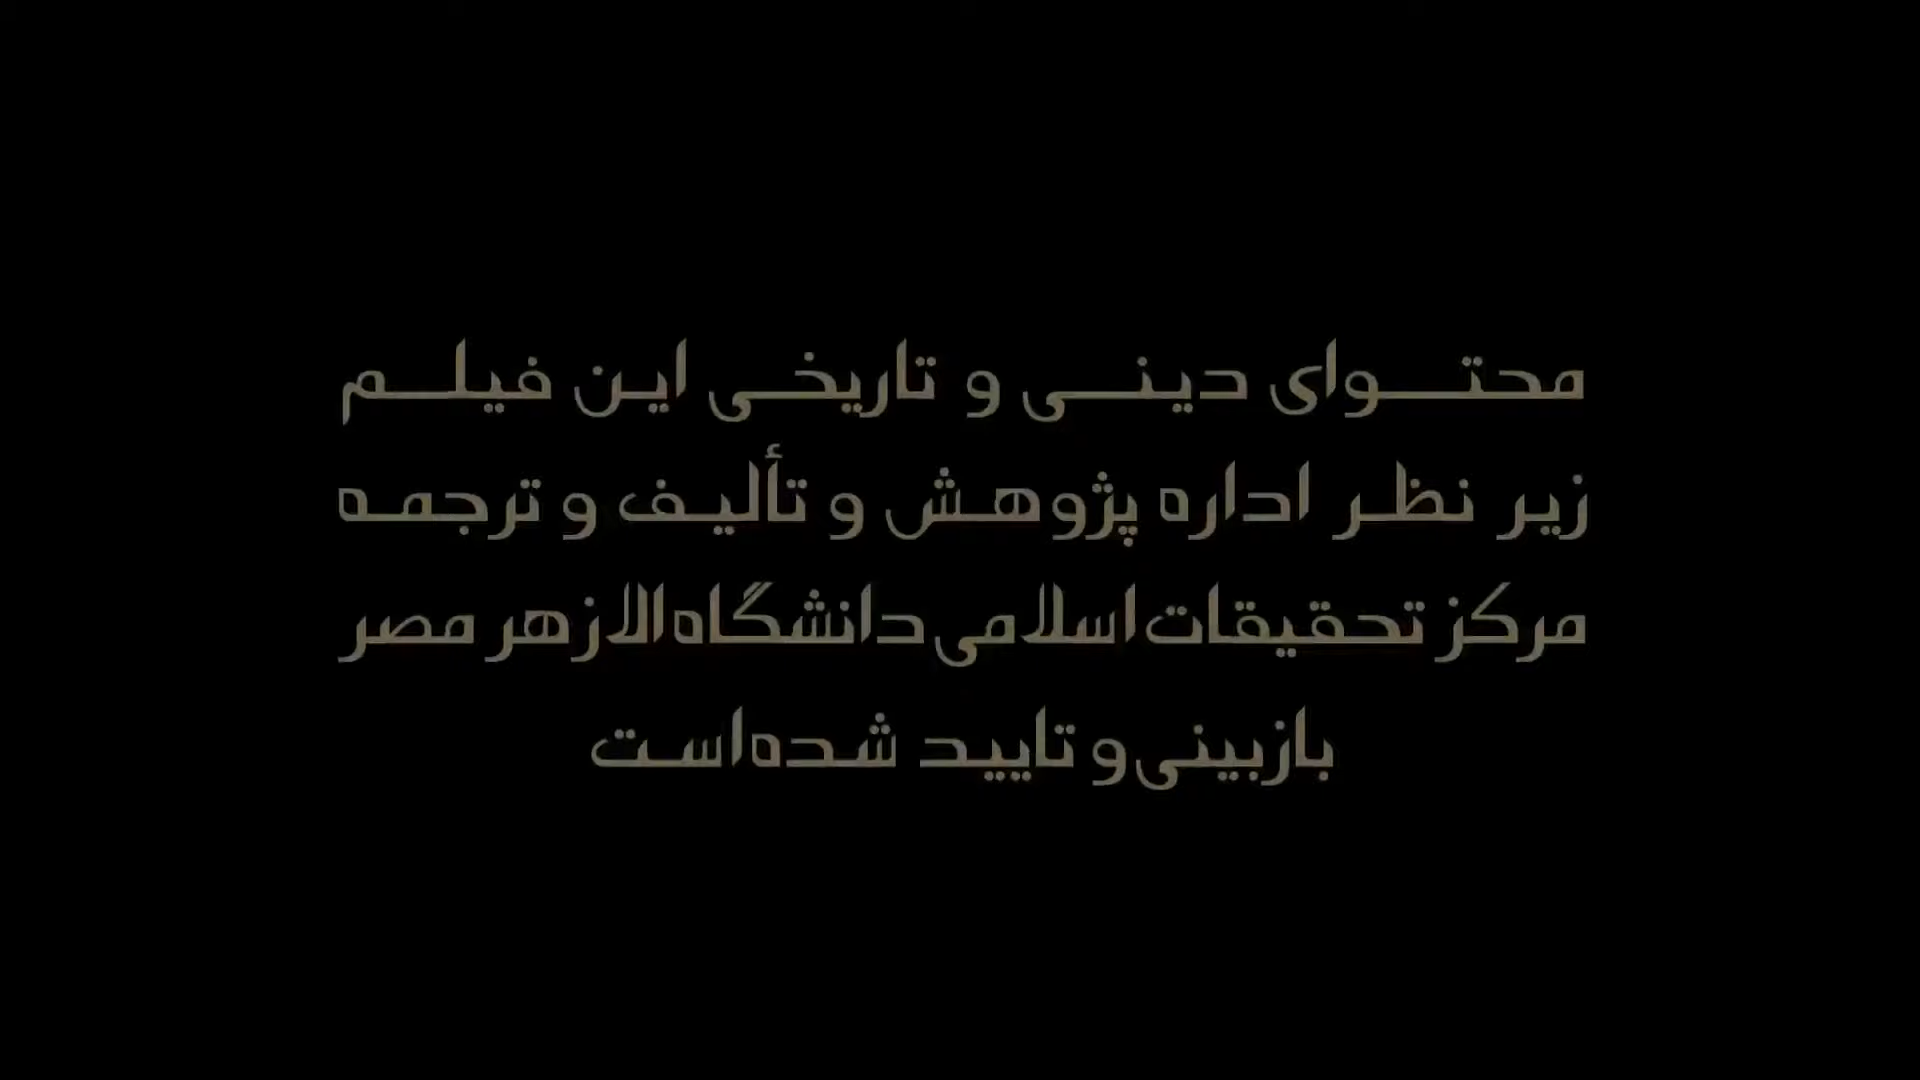 محتوای دینی و تاریخی این فیلم
زیر نظر اداره پژوهش و تألیف و ترجمه
مرکز تحقیقات اسلامی دانشگاه الازهر مصر
بازبینی و تایید شده است